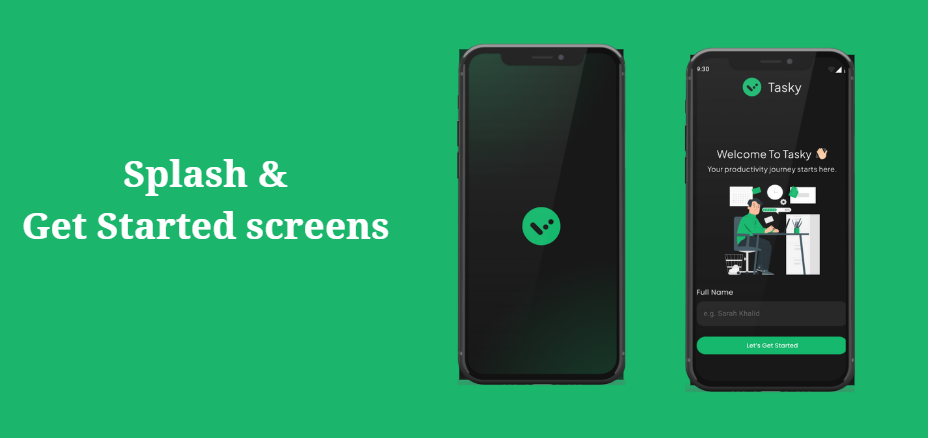 Splash &
Get Started screens
9:30
Tasky
Welcome To Tasky 👋🏻
Your productivity journey starts here.
Full Name
e.g. Sarah Khalid
Let's Get Started